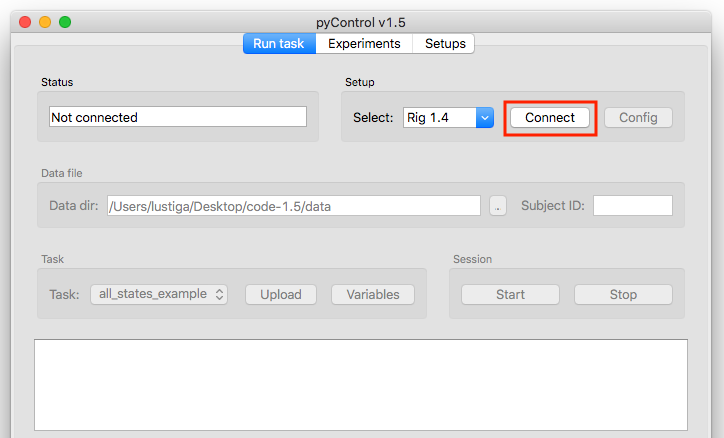 pyControl v1.5
Run task Experiments Setups
Status
Not connected
Setup
Select: Rig 1.4 Connect Config
Data file
Data dir: /Users/lustiga/Desktop/code-1.5/data .. Subject ID:
Task
Task: all_states_example Upload Variables
Session
Start Stop